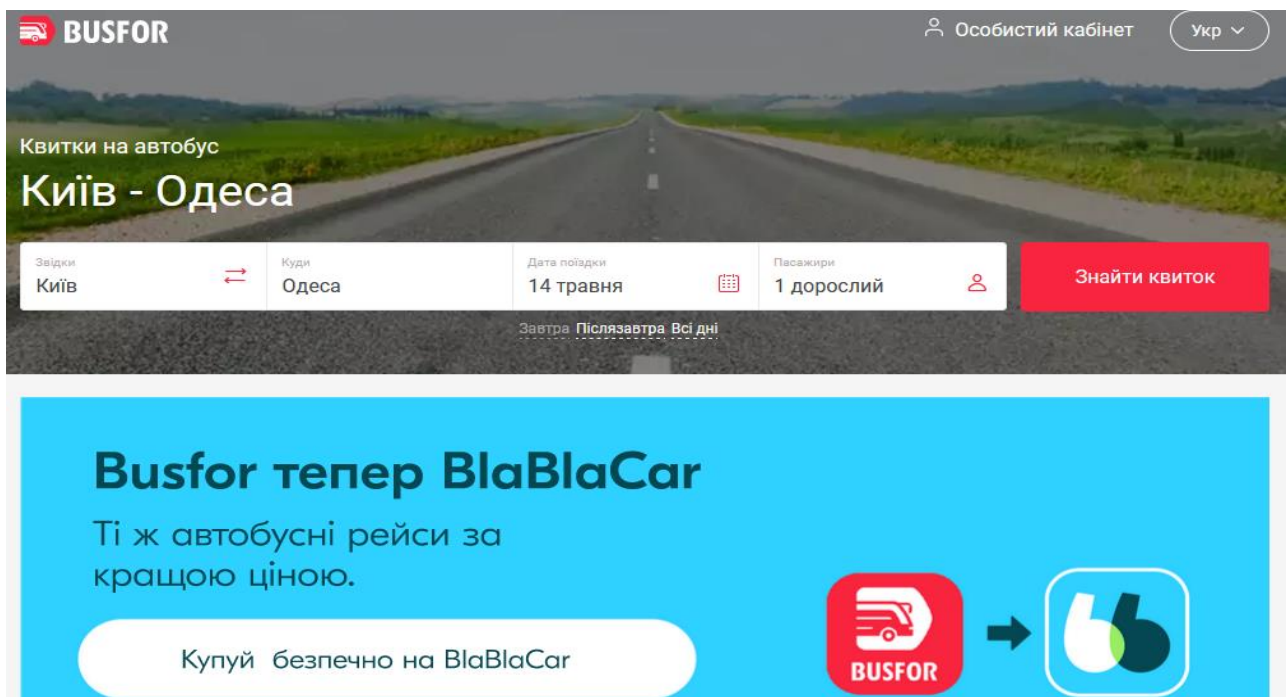 BUSFOR
Особистий кабінет
Укр
Квитки на автобус
Київ - Одеса
Звідки
Київ
Куди
Одеса
Дата поїздки
14 травня
Пасажири
1 дорослий
Знайти квиток
Завтра Післязавтра Всі дні
Busfor тепер BlaBlaCar
Ті ж автобусні рейси за
кращою ціною.
Купуй безпечно на BlaBlaCar
BUSFOR